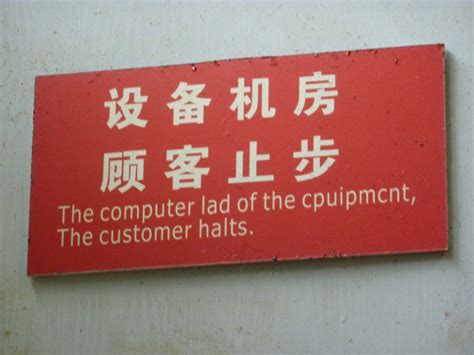 设备机房
顾客止步
The computer lad of the cpuipmcnt,
The customer halts.